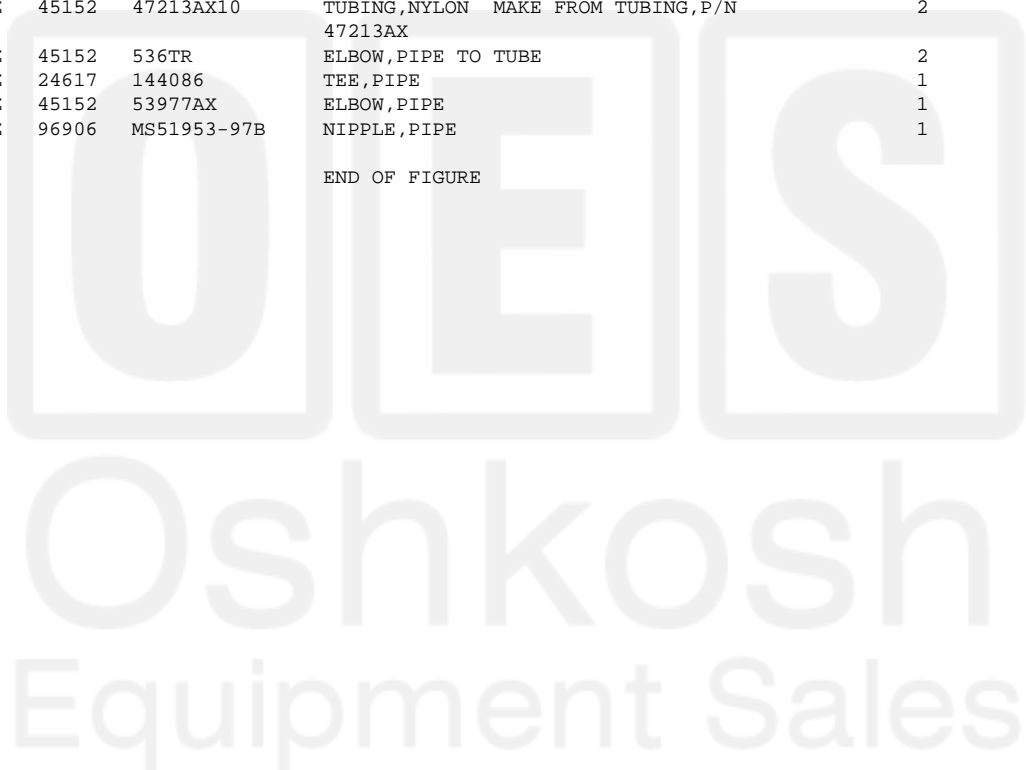 45152 47213AX10 TUBING,NYLON MAKE FROM TUBING,P/N 2
47213AX
45152 536TR ELBOW,PIPE TO TUBE 2
24617 144086 TEE,PIPE 1
45152 53977AX ELBOW,PIPE 1
96906 MS51953-97B NIPPLE,PIPE 1
END OF FIGURE
OES
Oshkosh
Equipment Sales